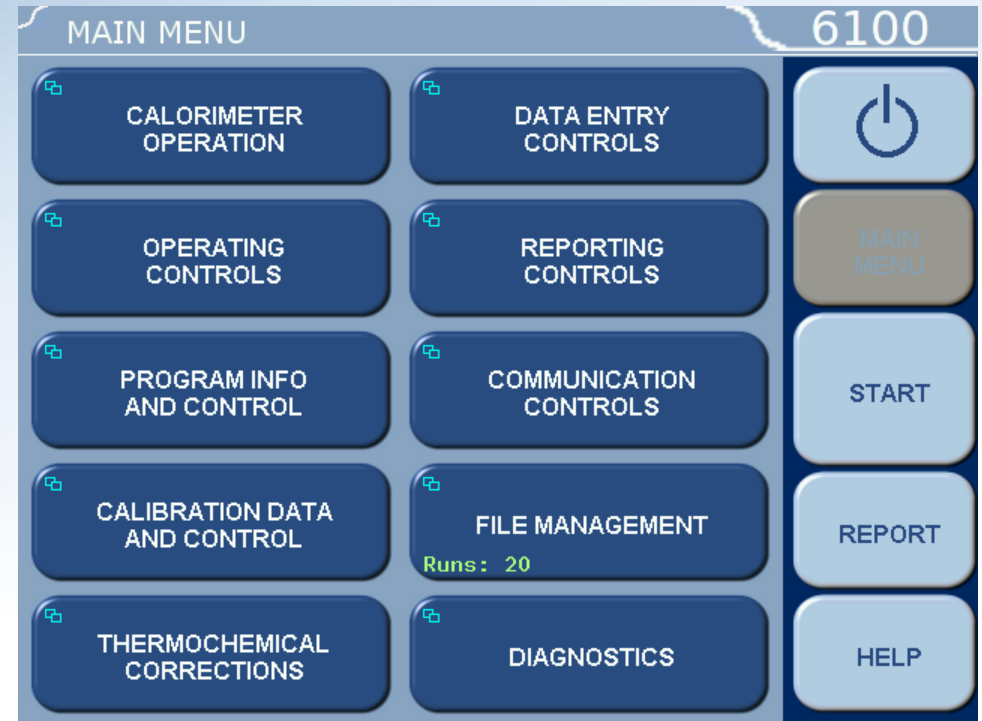 MAIN MENU
6100
CALORIMETER
OPERATION
DATA ENTRY
CONTROLS
OPERATING
CONTROLS
REPORTING
CONTROLS
MAIN
MENU
PROGRAM INFO
AND CONTROL
COMMUNICATION
CONTROLS
START
CALIBRATION DATA
AND CONTROL
FILE MANAGEMENT
Runs: 20
REPORT
THERMOCHEMICAL
CORRECTIONS
DIAGNOSTICS
HELP